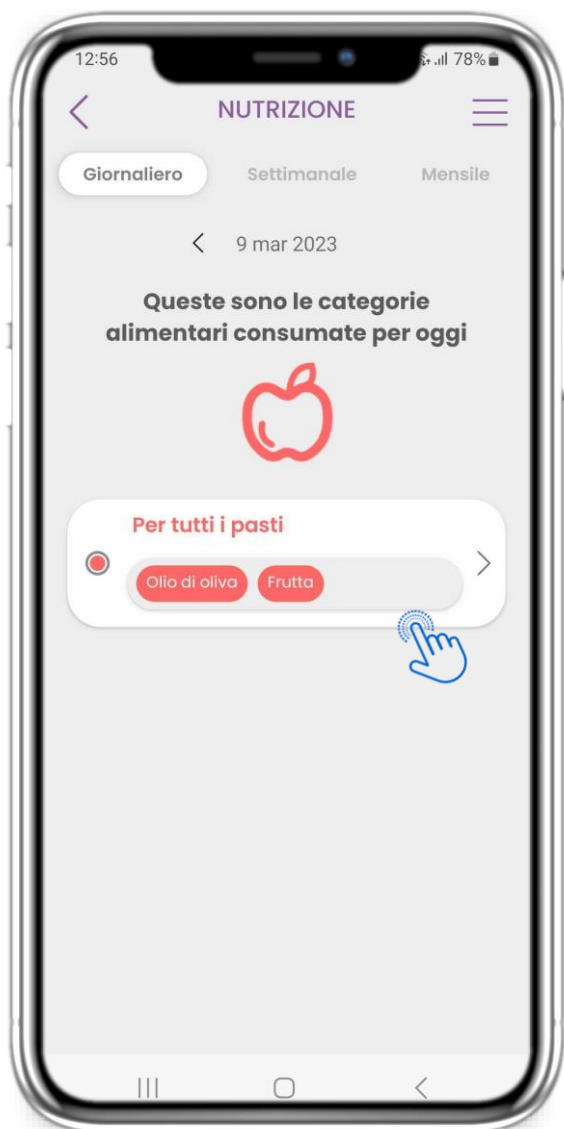 12:56 78%
NUTRIZIONE
Giornaliero Settimanale Mensile
9 mar 2023
Queste sono le categorie
alimentari consumate per oggi
Per tutti i pasti
Olio di oliva Frutta